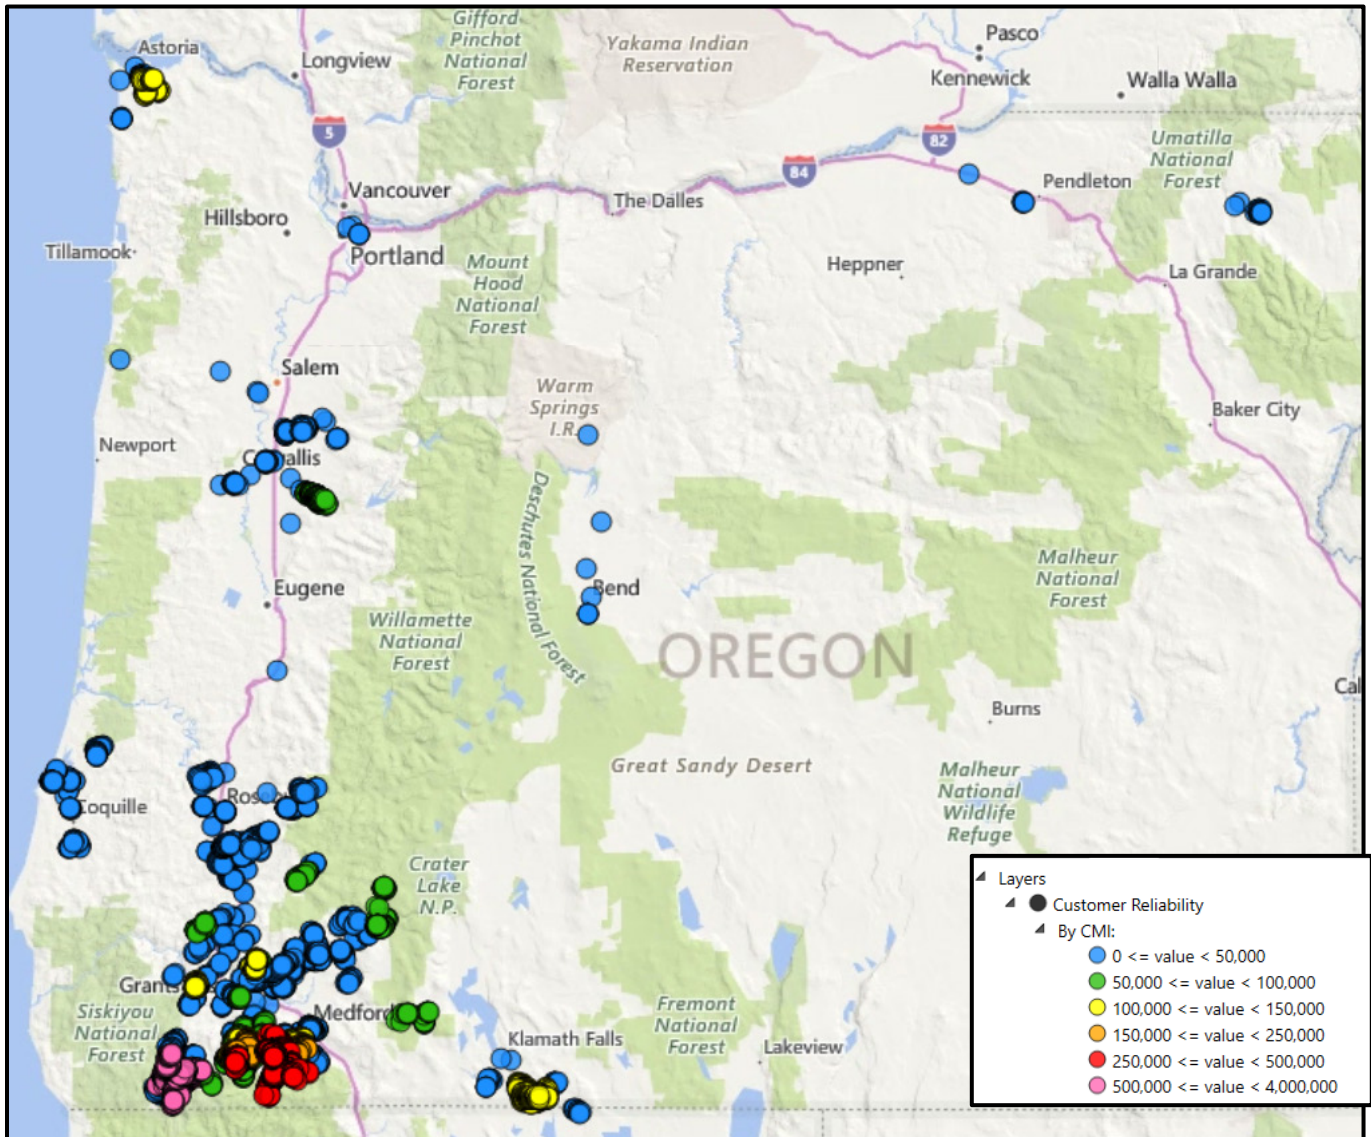 Gifford
Pinchot
National
Forest
Astoria
Longview
Yakama Indian
Reservation
Pasco
Kennewick
Walla Walla
5
82
84
Umatilla
National
Forest
Pendleton
Vancouver
Hillsboro
The Dalles
Portland
Tillamook
Mount
Hood
National
Forest
Heppner
La Grande
Salem
Warm
Springs
I.R.
Baker City
Newport
Deschutes National Forest
Malheur
National
Forest
Eugene
Bend
Willamette
National
Forest
OREGON
Cal
Burns
Great Sandy Desert
Malheur
National
Wildlife
Refuge
Coquille
Crater
Lake
N.P.
Siskiyou
National
Forest
Medford
Klamath Falls
Fremont
National
Forest
Lakeview
Layers
Customer Reliability
By CMI:
0 <= value < 50,000
50,000 <= value < 100,000
100,000 <= value < 150,000
150,000 <= value < 250,000
250,000 <= value < 500,000
500,000 <= value < 4,000,000